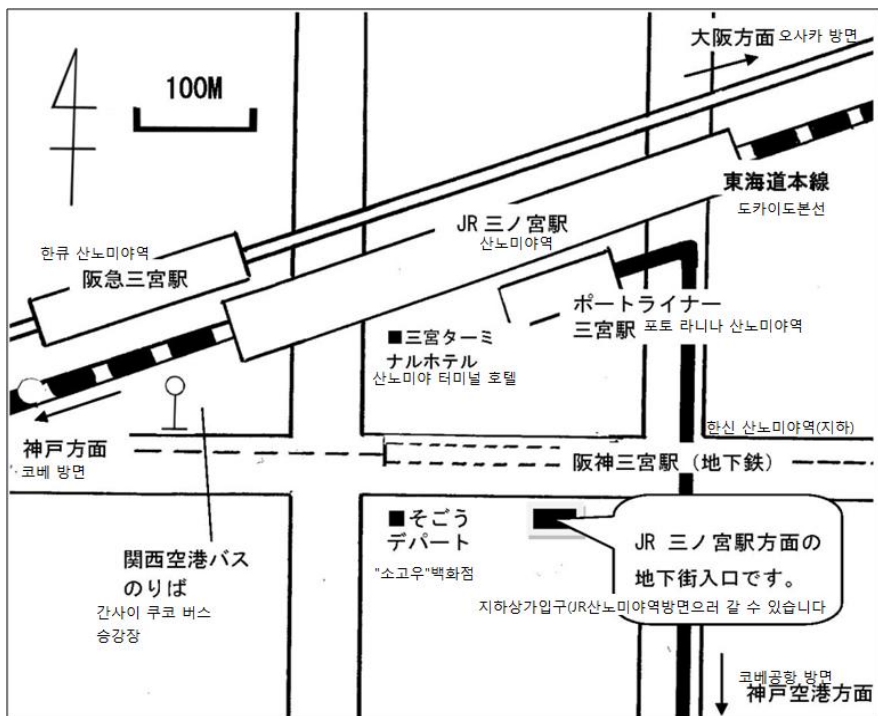 大阪方面 오사카 방면
100M
東海道本線
도카이도본선
JR 三ノ宮駅
산노미야역
한큐 산노미야역
阪急三宮駅
ポートライナー
三宮駅 포토 라니나 산노미야역
■三宮ターミ
ナルホテル
산노미야 터미널 호텔
한신 산노미야역(지하)
神戸方面
코베 방면
阪神三宮駅（地下鉄）
■そごう
デパート
"소고우"백화점
JR 三ノ宮駅方面の
地下街入口です。
지하상가입구(JR산노미야역방면으러 갈 수 있습니다
関西空港バス
のりば
간사이 쿠코 버스
승강장
코베공항 방면
神戸空港方面